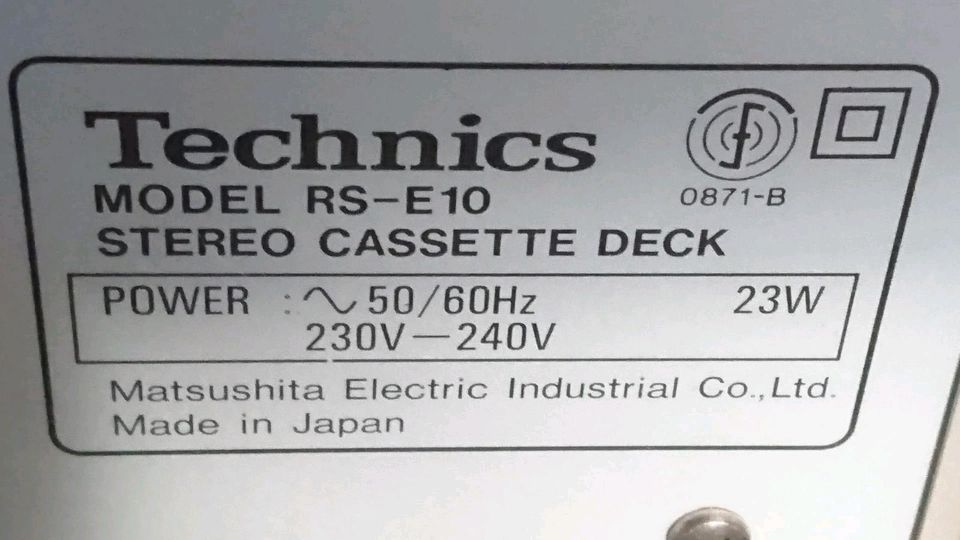 Technics
MODEL RS-E10
0871-B
STEREO CASSETTE DECK
POWER : ∿ 50/60Hz 23W
230V—240V
Matsushita Electric Industrial Co.,Ltd.
Made in Japan